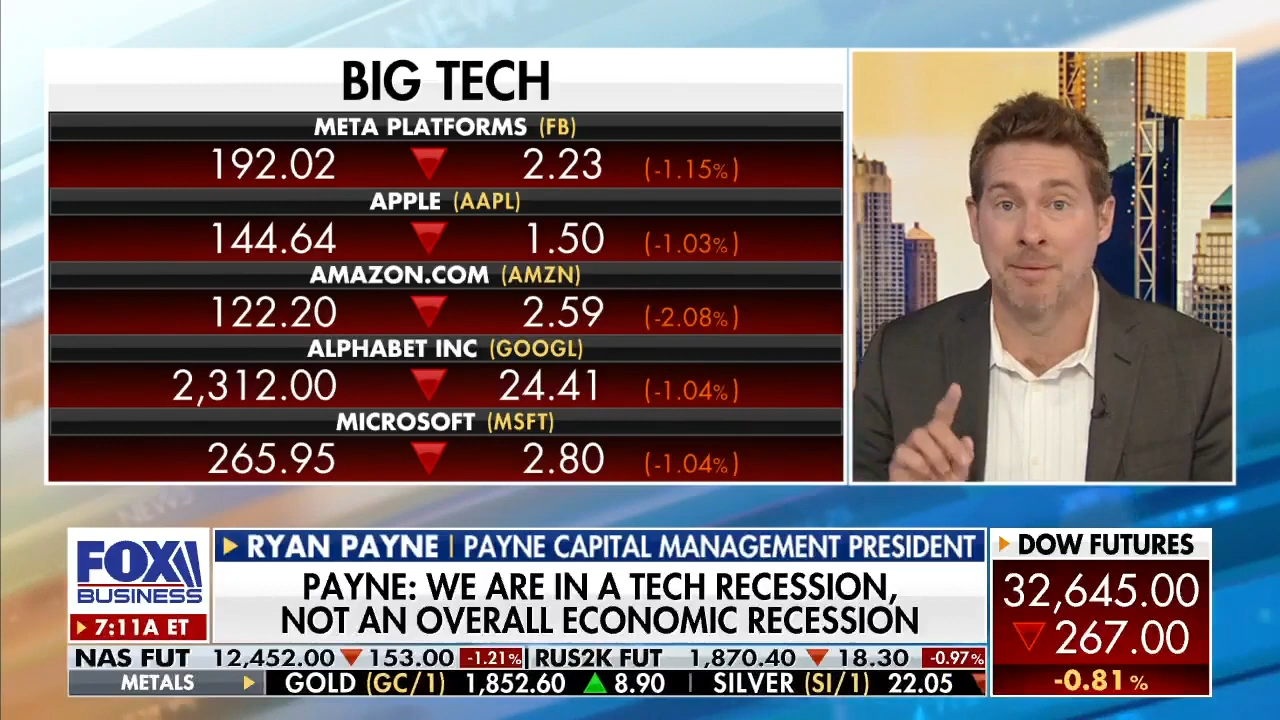 BIG TECH
META PLATFORMS (FB)
192.02 ▼ 2.23 (-1.15%)
APPLE (AAPL)
144.64 ▼ 1.50 (-1.03%)
AMAZON.COM (AMZN)
122.20 ▼ 2.59 (-2.08%)
ALPHABET INC (GOOGL)
2,312.00 ▼ 24.41 (-1.04%)
MICROSOFT (MSFT)
265.95 ▼ 2.80 (-1.04%)
FOX
BUSINESS
7:11A ET
RYAN PAYNE | PAYNE CAPITAL MANAGEMENT PRESIDENT
PAYNE: WE ARE IN A TECH RECESSION,
NOT AN OVERALL ECONOMIC RECESSION
DOW FUTURES
32,645.00
▼ 267.00
-0.81%
NAS FUT 12,452.00 ▼ 153.00 -1.21% RUS2K FUT 1,870.40 ▼ 18.30 -0.97%
METALS GOLD (GC/1) 1,852.60 ▲ 8.90 | SILVER (SI/1) 22.05
NEWS